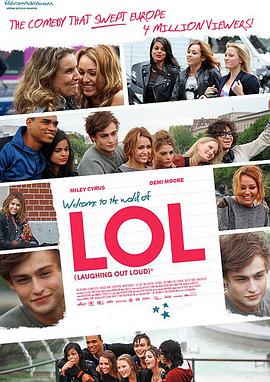 THE COMEDY THAT SWEPT EUROPE
4 MILLION VIEWERS!
MILEY CYRUS
DEMI MOORE
Welcome to the world of
LOL
(LAUGHING OUT LOUD)®